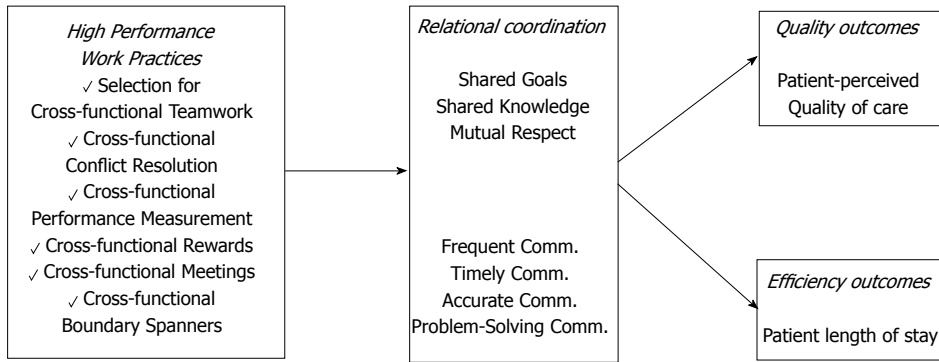 High Performance
Work Practices
✓ Selection for
Cross-functional Teamwork
✓ Cross-functional
Conflict Resolution
✓ Cross-functional
Performance Measurement
✓ Cross-functional Rewards
✓ Cross-functional Meetings
✓ Cross-functional
Boundary Spanners
Relational coordination
Shared Goals
Shared Knowledge
Mutual Respect
Frequent Comm.
Timely Comm.
Accurate Comm.
Problem-Solving Comm.
Quality outcomes
Patient-perceived
Quality of care
Efficiency outcomes
Patient length of stay